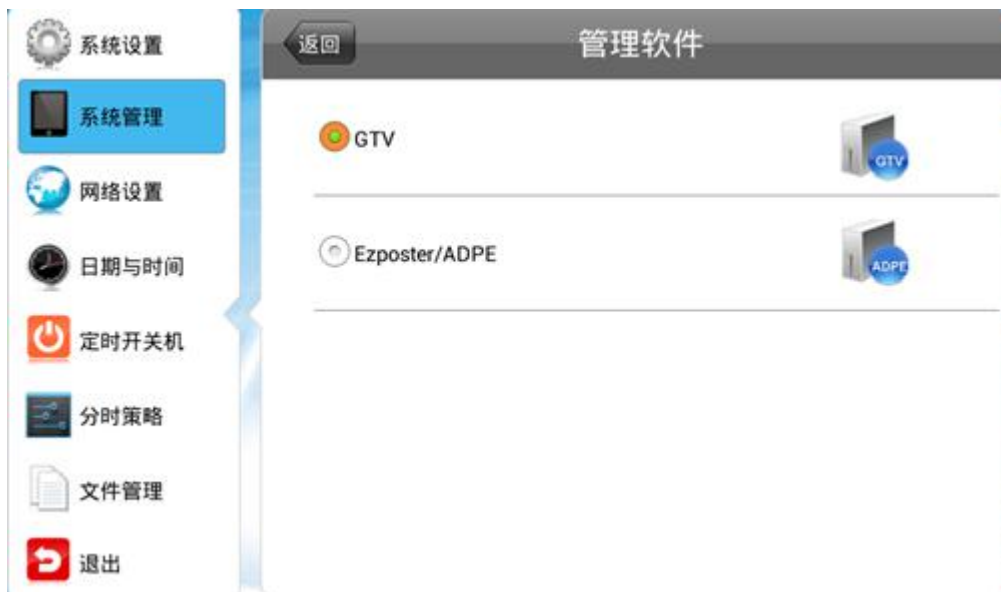 系统设置
系统管理
网络设置
日期与时间
定时开关机
分时策略
文件管理
退出
返回
管理软件
GTV
GTV
Ezposter/ADPE
ADPE